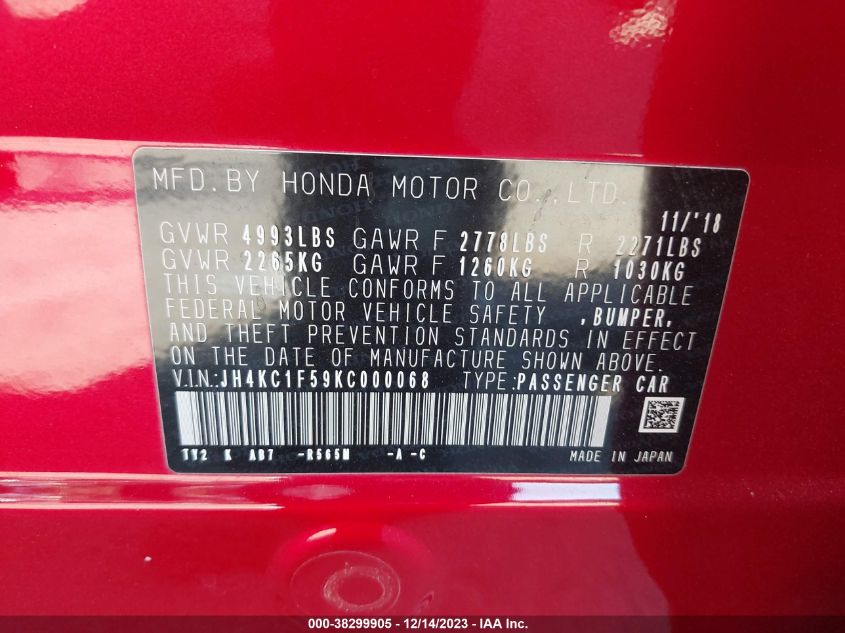 MFD. BY HONDA MOTOR CO., LTD.
11/'18
GVWR 4993LBS GAWR F 2778LBS R 2271LBS
GVWR 2265KG GAWR F 1260KG R 1030KG
THIS VEHICLE CONFORMS TO ALL APPLICABLE
FEDERAL MOTOR VEHICLE SAFETY ,BUMPER,
AND THEFT PREVENTION STANDARDS IN EFFECT
ON THE DATE OF MANUFACTURE SHOWN ABOVE.
V.I.N.:JH4KC1F59KC000068 TYPE:PASSENGER CAR
TY2 K AB7 -R565M -A -C MADE IN JAPAN
000-38299905 - 12/14/2023 - IAA Inc.